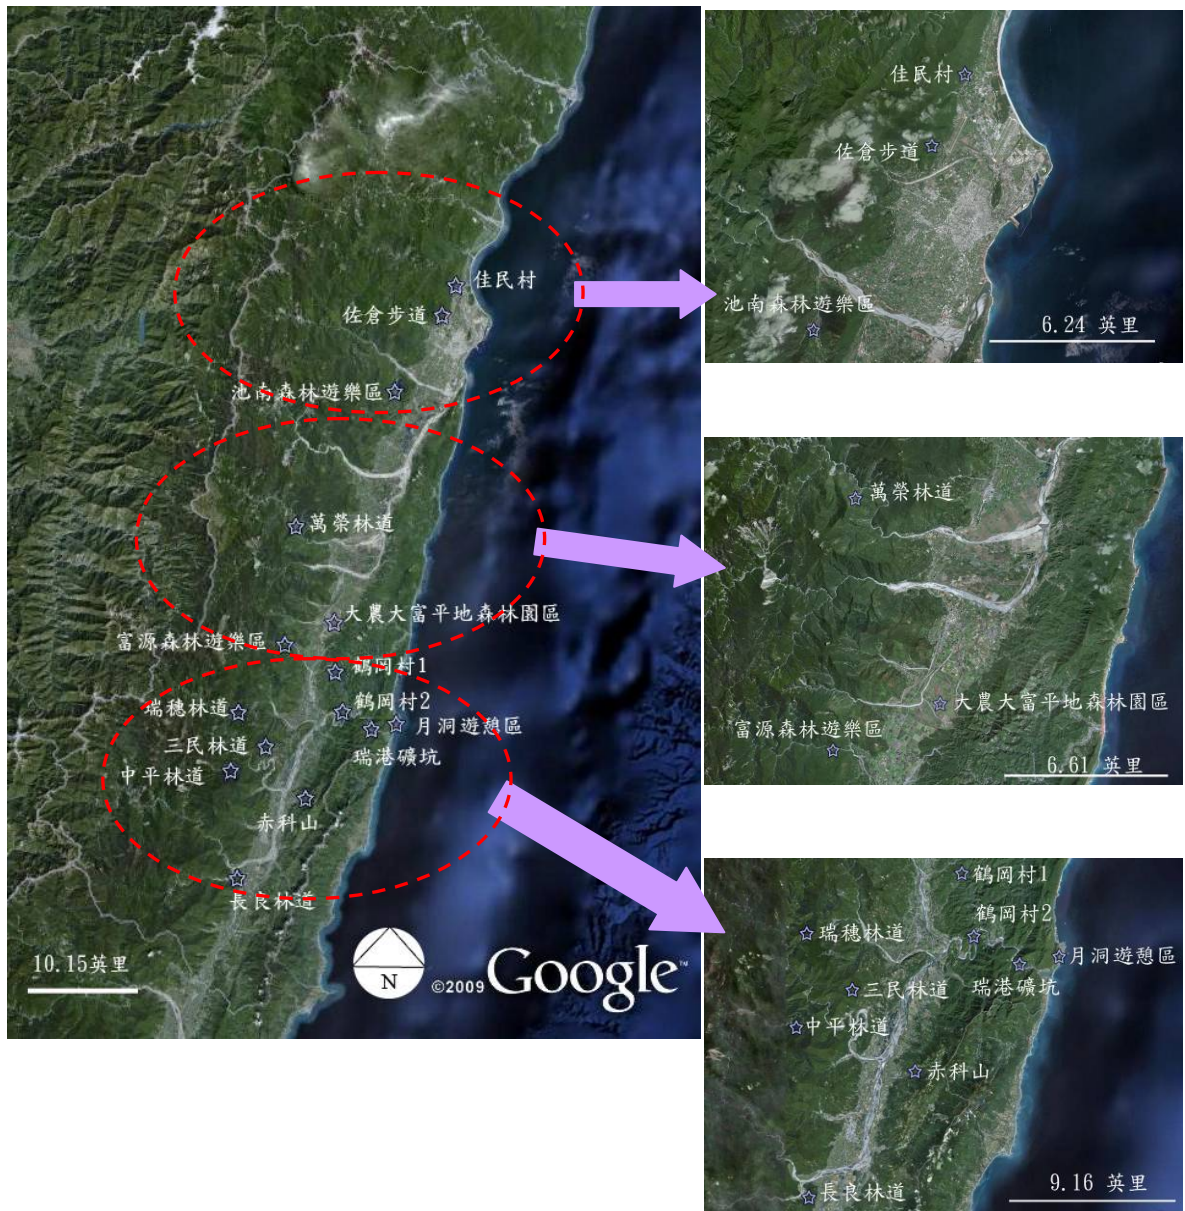 佳民村
佐倉步道
池南森林遊樂區
萬榮林道
大農大富平地森林園區
富源森林遊樂區
鶴岡村1
鶴岡村2
瑞穗林道
月洞遊憩區
三民林道
瑞港礦坑
中平林道
赤科山
長良林道
10.15英里
N
©2009 Google™
佳民村
佐倉步道
池南森林遊樂區
6.24 英里
萬榮林道
大農大富平地森林園區
富源森林遊樂區
6.61 英里
鶴岡村1
鶴岡村2
瑞穗林道
月洞遊憩區
三民林道
瑞港礦坑
中平林道
赤科山
長良林道
9.16 英里